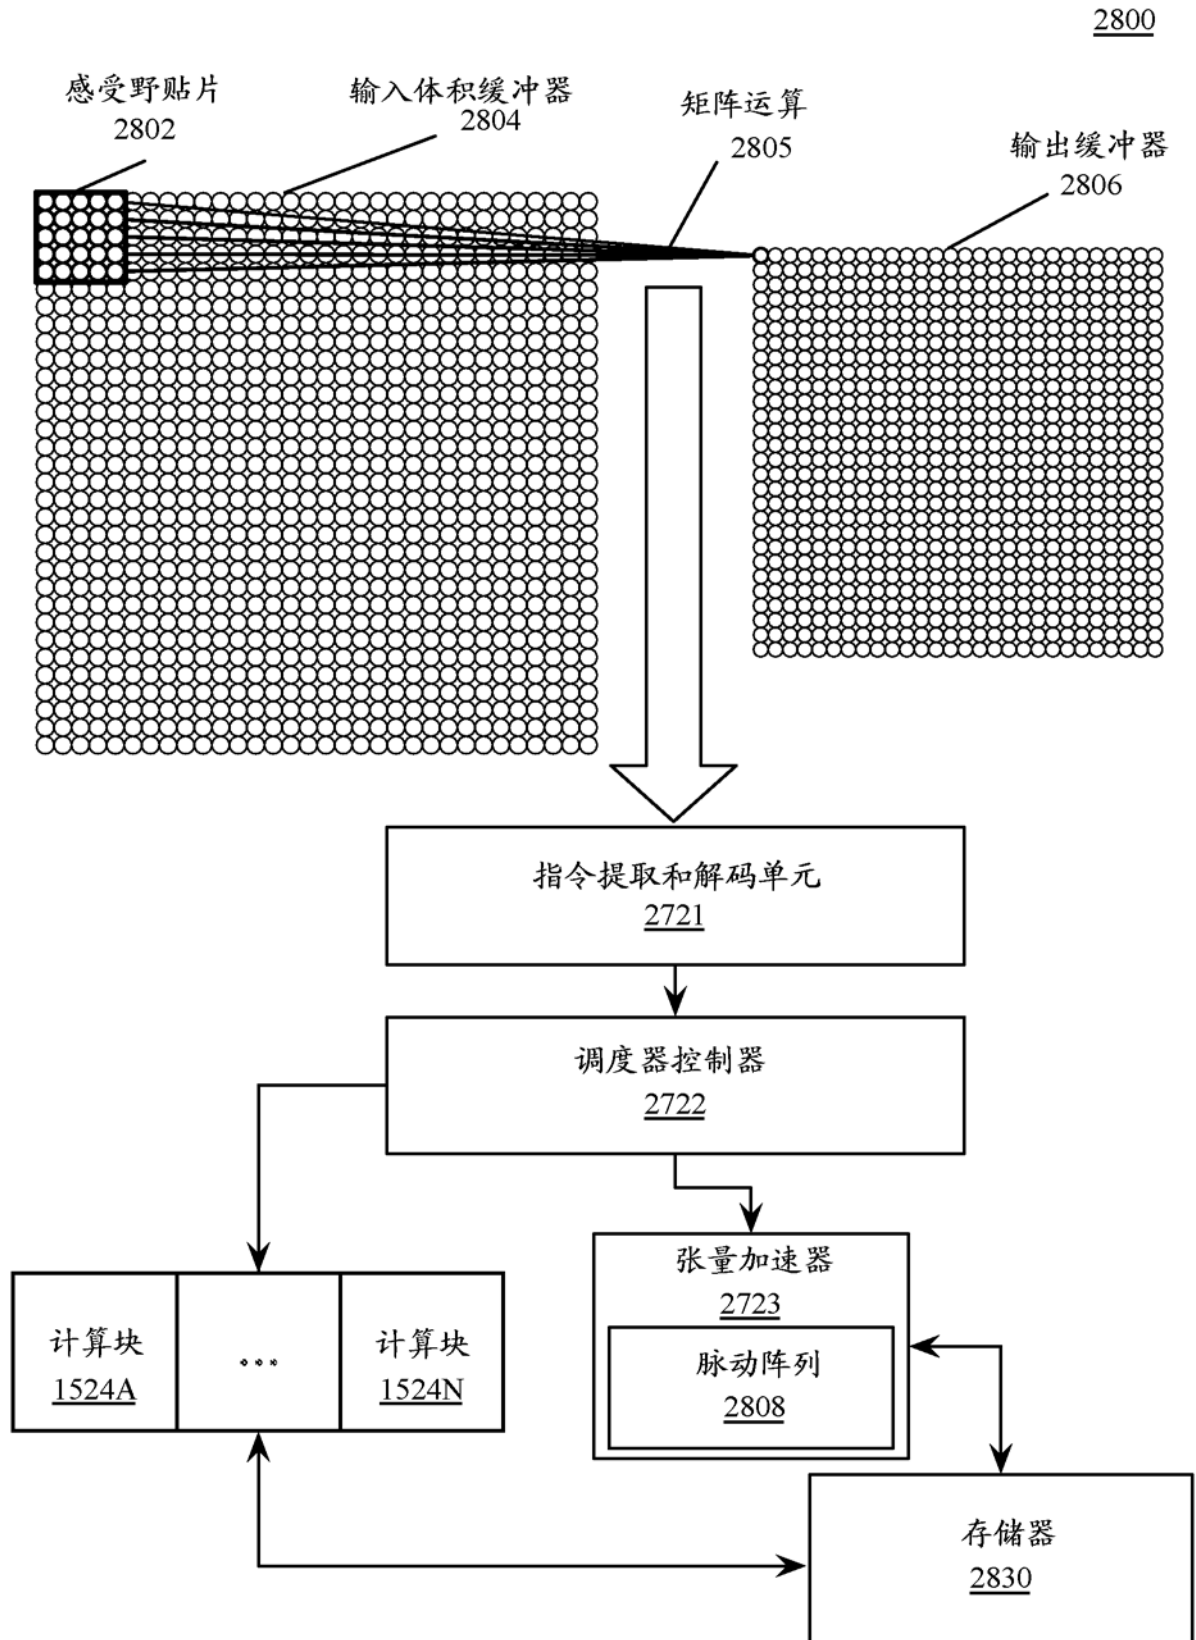 2800
感受野贴片
2802
输入体积缓冲器
2804
矩阵运算
2805
输出缓冲器
2806
指令提取和解码单元
2721
调度器控制器
2722
张量加速器
2723
脉动阵列
2808
计算块
1524A
...
计算块
1524N
存储器
2830